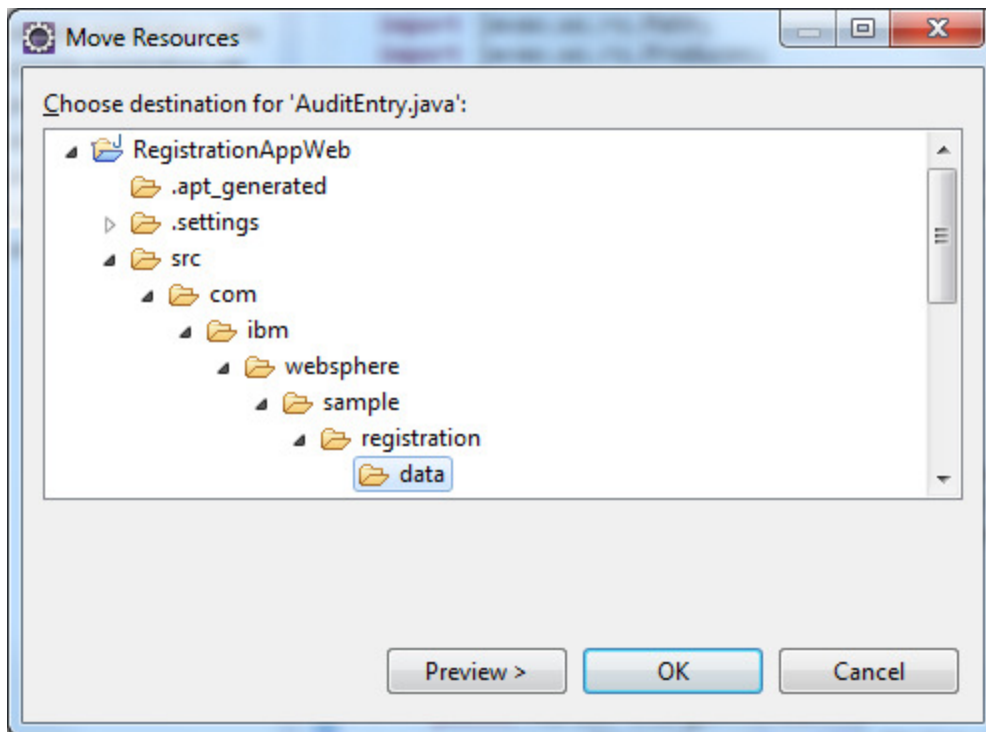 Move Resources
Choose destination for 'AuditEntry.java':
RegistrationAppWeb
.apt_generated
.settings
src
com
ibm
websphere
sample
registration
data
Preview >
OK
Cancel